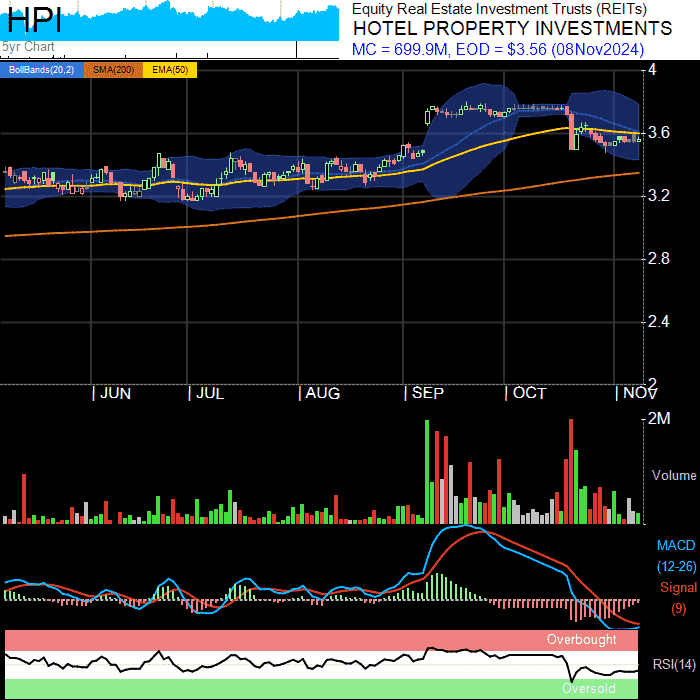 HPI
5yr Chart
Equity Real Estate Investment Trusts (REITs)
HOTEL PROPERTY INVESTMENTS
MC = 699.9M, EOD = $3.56 (08Nov2024)
BollBands(20,2) SMA(200) EMA(50)
4
3.6
3.2
2.8
2.4
2
| JUN | JUL | AUG | SEP | OCT | NOV
2M
Volume
MACD
(12-26)
Signal
(9)
Overbought
RSI(14)
Oversold